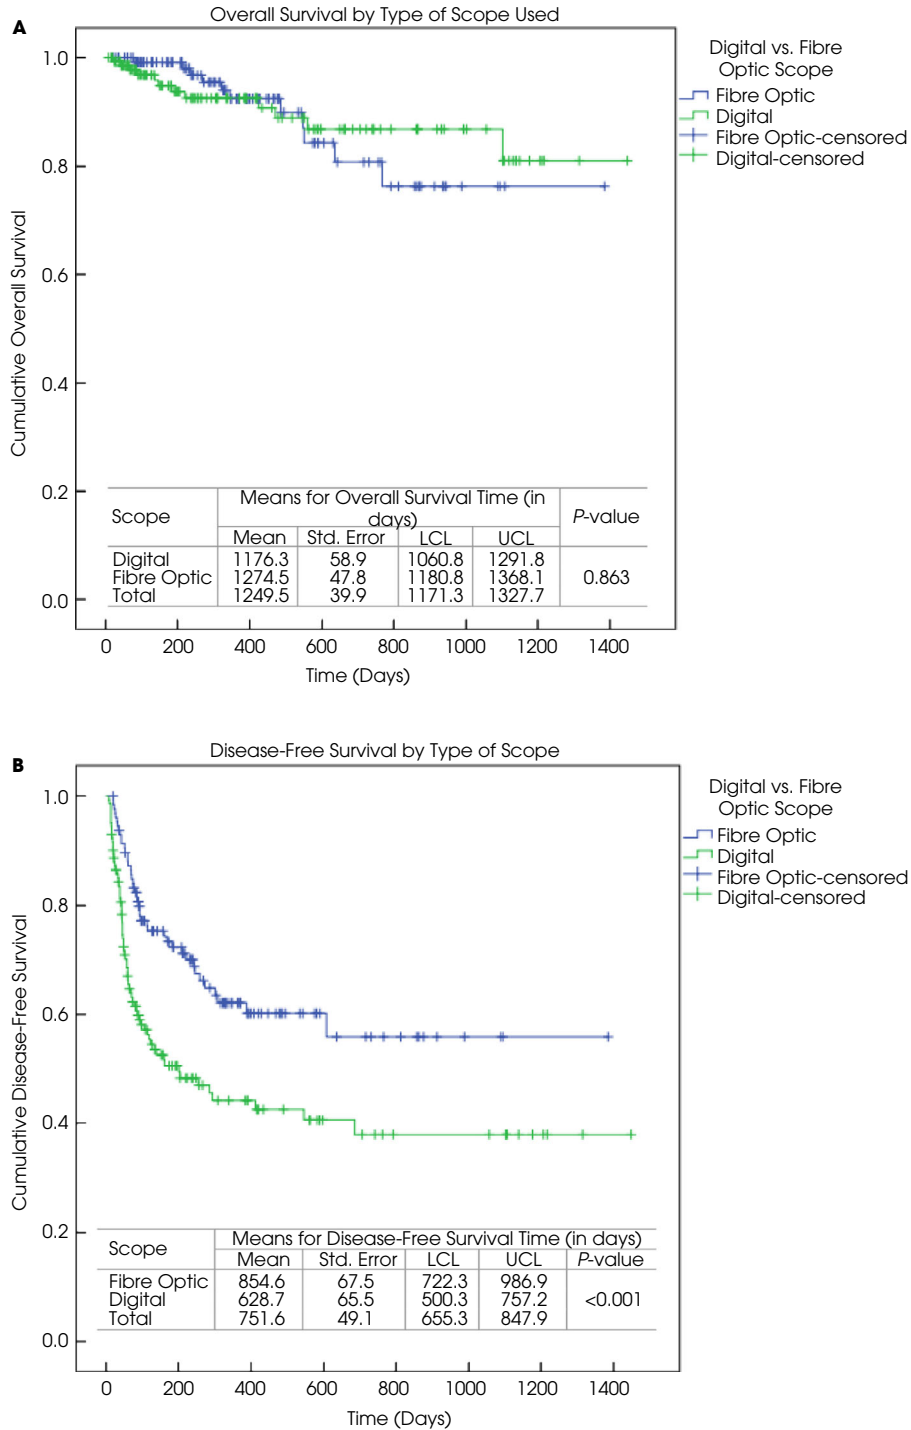 A
Overall Survival by Type of Scope Used
Digital vs. Fibre
Optic Scope
Fibre Optic
Digital
Fibre Optic-censored
Digital-censored
Cumulative Overall Survival
1.0
0.8
0.6
0.4
0.2
0.0
Scope Means for Overall Survival Time (in days) P-value
Mean Std. Error LCL UCL
Digital 1176.3 58.9 1060.8 1291.8
Fibre Optic 1274.5 47.8 1180.8 1368.1 0.863
Total 1249.5 39.9 1171.3 1327.7
0 200 400 600 800 1000 1200 1400
Time (Days)
B
Disease-Free Survival by Type of Scope
Digital vs. Fibre
Optic Scope
Fibre Optic
Digital
Fibre Optic-censored
Digital-censored
Cumulative Disease-Free Survival
1.0
0.8
0.6
0.4
0.2
0.0
Scope Means for Disease-Free Survival Time (in days)
Mean Std. Error LCL UCL P-value
Fibre Optic 854.6 67.5 722.3 986.9
Digital 628.7 65.5 500.3 757.2 <0.001
Total 751.6 49.1 655.3 847.9
0 200 400 600 800 1000 1200 1400
Time (Days)